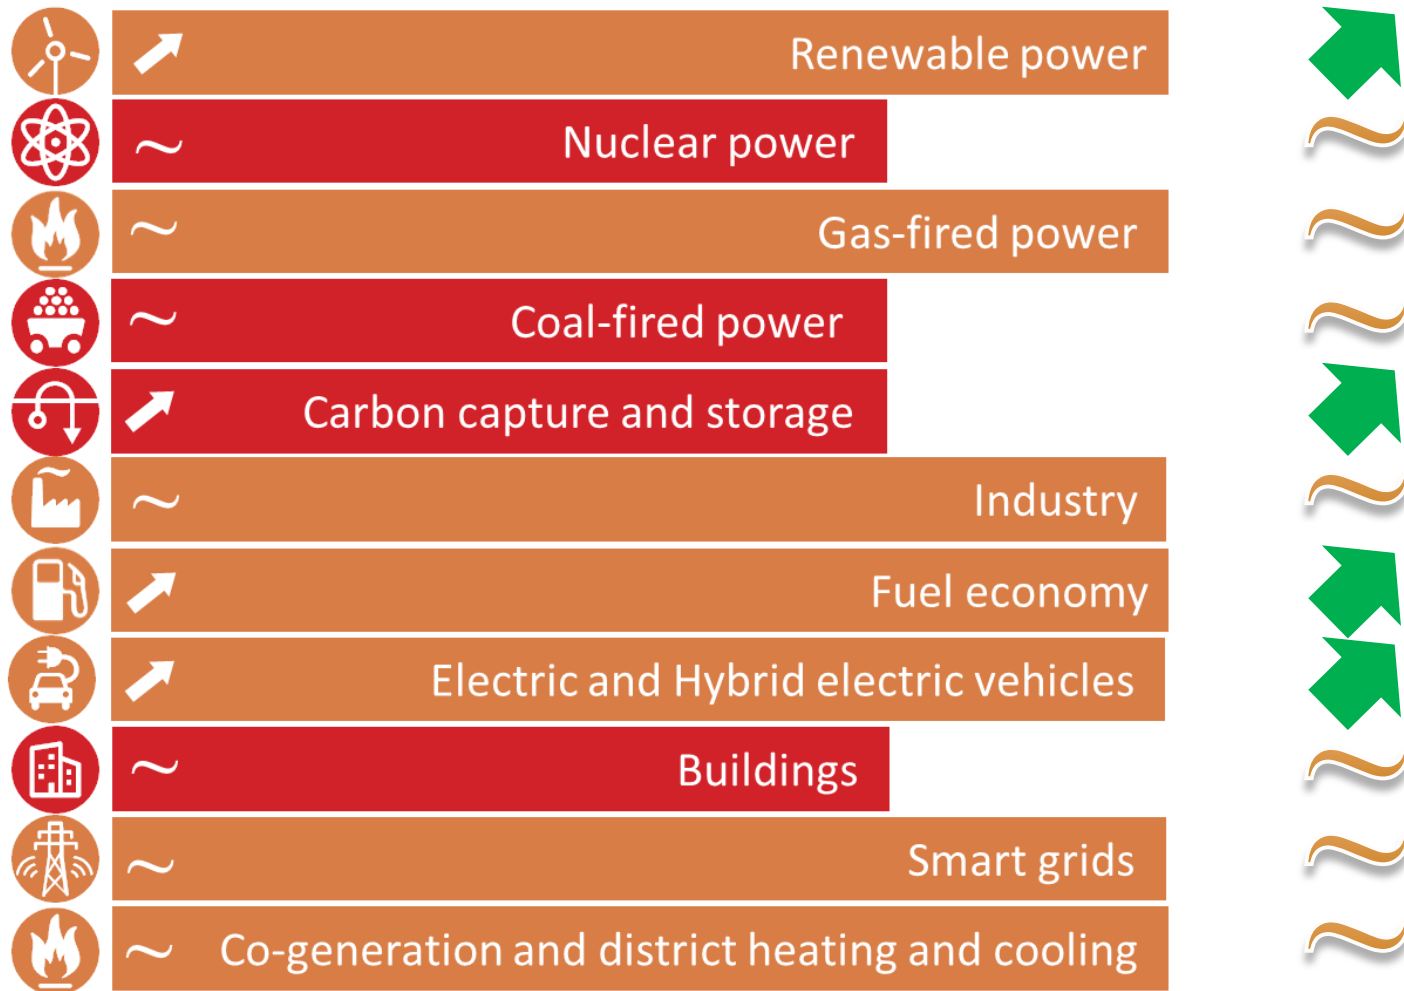 Renewable power
~
Nuclear power
~
~
Gas-fired power
~
~
Coal-fired power
~
Carbon capture and storage
~
Industry
~
Fuel economy
Electric and Hybrid electric vehicles
~
Buildings
~
~
Smart grids
~
~
Co-generation and district heating and cooling
~